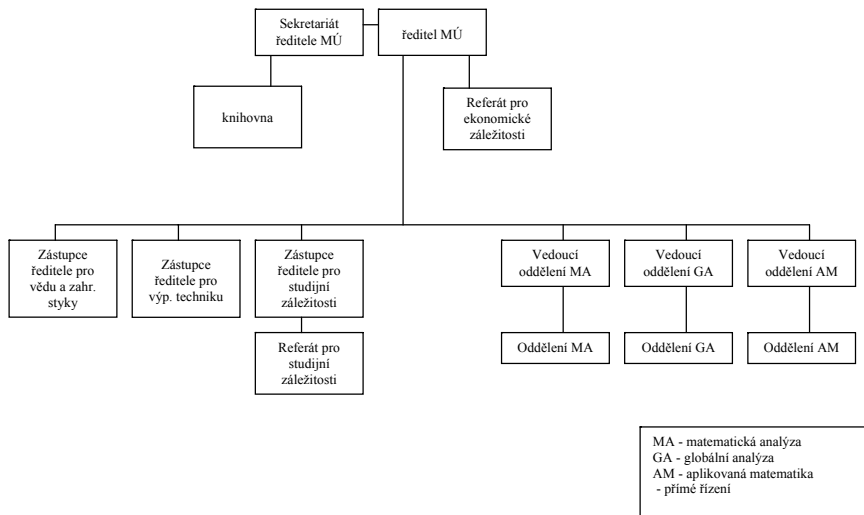 Sekretariát
ředitele MÚ
ředitel MÚ
knihovna
Referát pro
ekonomické
záležitosti
Zástupce
ředitele pro
vědu a zahr.
styky
Zástupce
ředitele pro
výp. techniku
Zástupce
ředitele pro
studijní
záležitosti
Vedoucí
oddělení MA
Vedoucí
oddělení GA
Vedoucí
oddělení AM
Referát pro
studijní
záležitosti
Oddělení MA
Oddělení GA
Oddělení AM
MA - matematická analýza
GA - globální analýza
AM - aplikovaná matematika
- přímé řízení